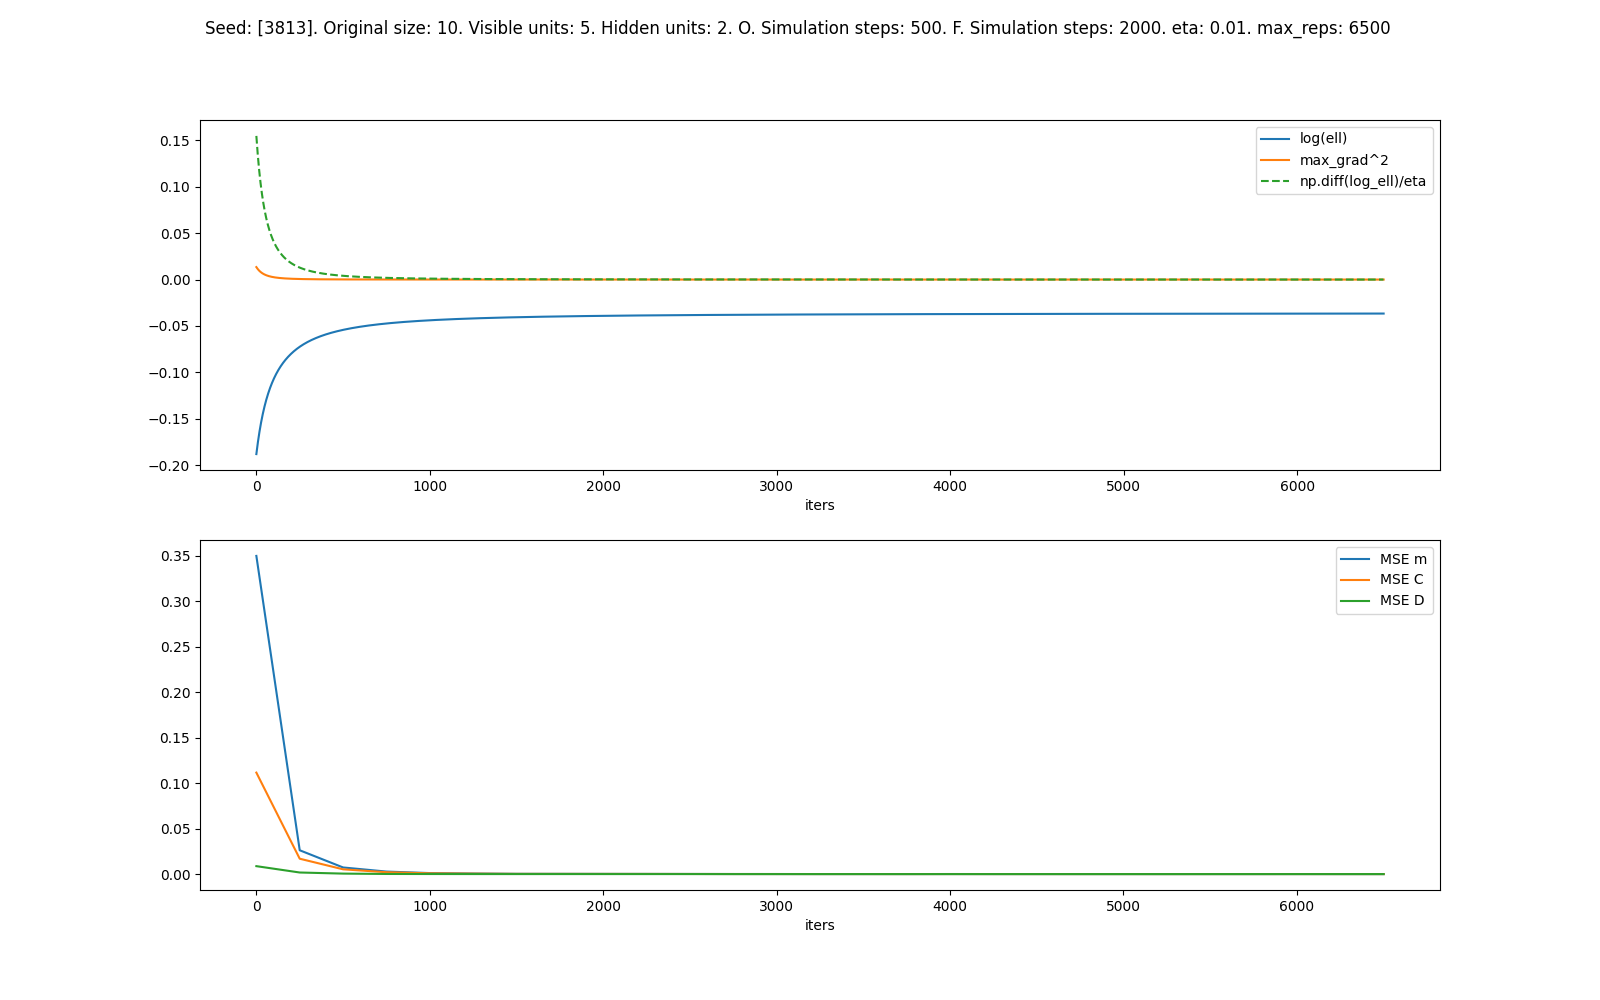 Seed: [3813]. Original size: 10. Visible units: 5. Hidden units: 2. O. Simulation steps: 500. F. Simulation steps: 2000. eta: 0.01. max_reps: 6500
log(ell)
max_grad^2
np.diff(log_ell)/eta
0.15
0.10
0.05
0.00
−0.05
−0.10
−0.15
−0.20
0 1000 2000 3000 4000 5000 6000
iters
MSE m
MSE C
MSE D
0.35
0.30
0.25
0.20
0.15
0.10
0.05
0.00
0 1000 2000 3000 4000 5000 6000
iters